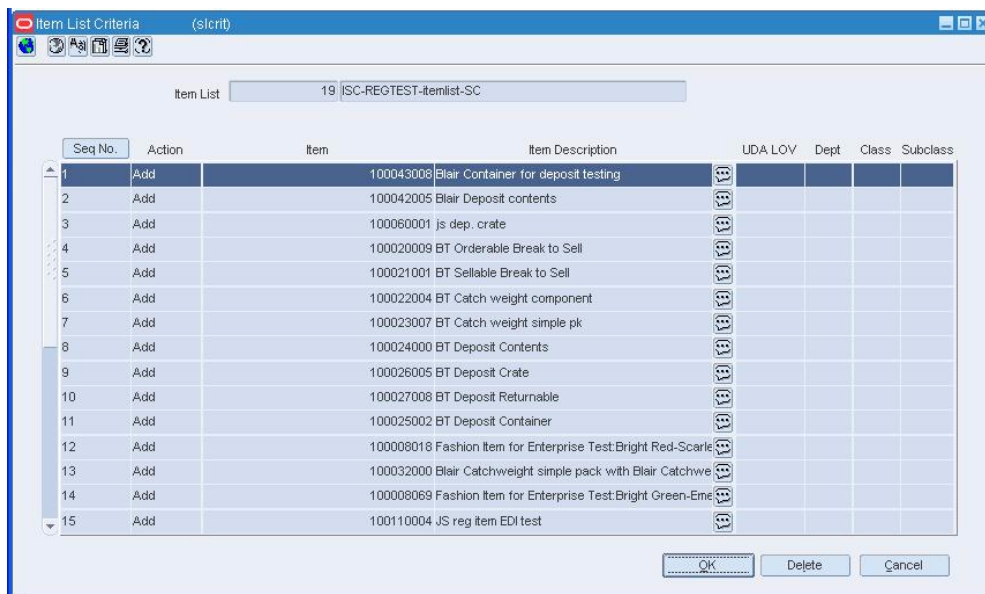 Item List Criteria (slcrit)
Item List 19 ISC-REGTEST-itemlist-SC
Seq No. Action Item Item Description UDA LOV Dept Class Subclass
1 Add 100043008 Blair Container for deposit testing
2 Add 100042005 Blair Deposit contents
3 Add 100060001 js dep. crate
4 Add 100020009 BT Orderable Break to Sell
5 Add 100021001 BT Sellable Break to Sell
6 Add 100022004 BT Catch weight component
7 Add 100023007 BT Catch weight simple pk
8 Add 100024000 BT Deposit Contents
9 Add 100026005 BT Deposit Crate
10 Add 100027008 BT Deposit Returnable
11 Add 100025002 BT Deposit Container
12 Add 100008018 Fashion Item for Enterprise Test:Bright Red-Scarle
13 Add 100032000 Blair Catchweight simple pack with Blair Catchwe
14 Add 100008069 Fashion Item for Enterprise Test:Bright Green-Eme
15 Add 100110004 JS reg item EDI test
OK Delete Cancel